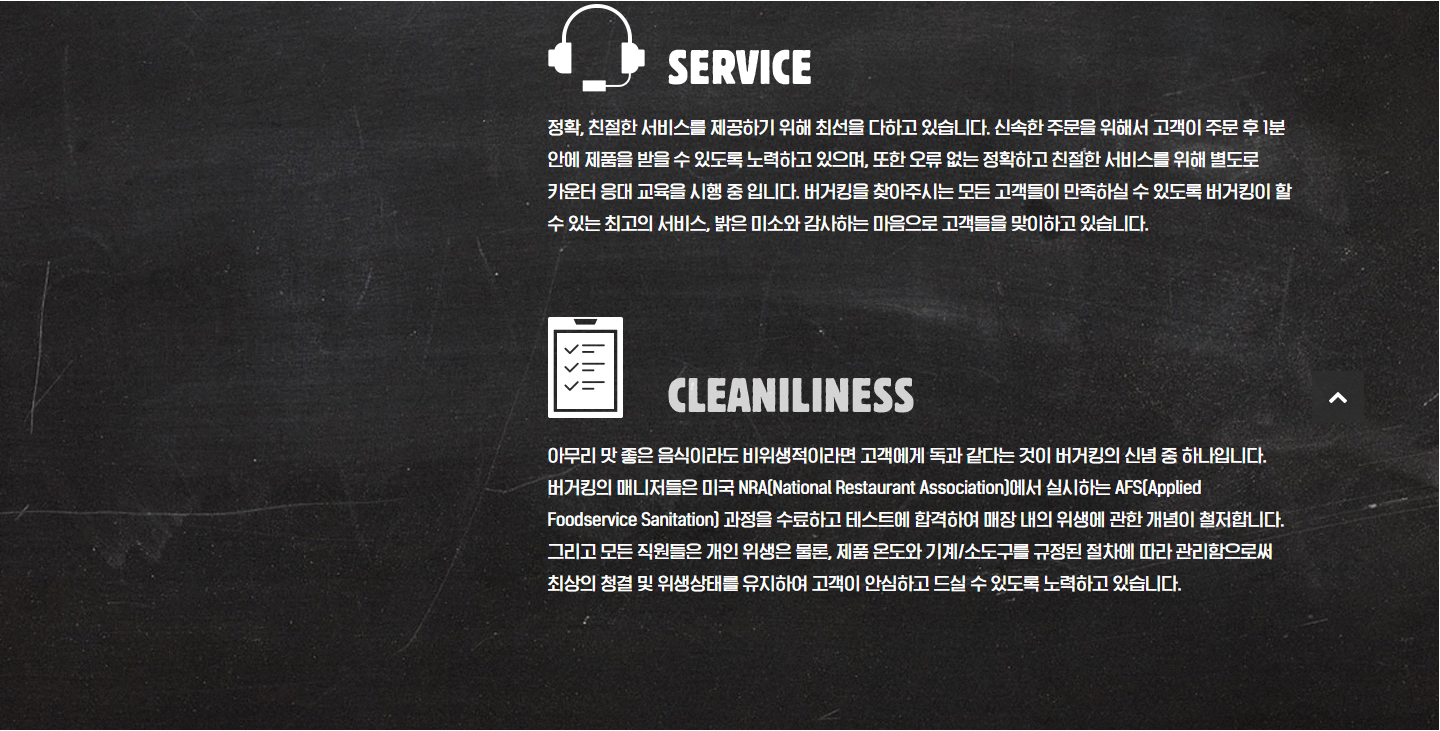 SERVICE
정확, 친절한 서비스를 제공하기 위해 최선을 다하고 있습니다. 신속한 주문을 위해서 고객이 주문 후 1분
안에 제품을 받을 수 있도록 노력하고 있으며, 또한 오류 없는 정확하고 친절한 서비스를 위해 별도로
카운터 응대 교육을 시행 중 입니다. 버거킹을 찾아주시는 모든 고객들이 만족하실 수 있도록 버거킹이 할
수 있는 최고의 서비스, 밝은 미소와 감사하는 마음으로 고객들을 맞이하고 있습니다.
CLEANILINESS
아무리 맛 좋은 음식이라도 비위생적이라면 고객에게 독과 같다는 것이 버거킹의 신념 중 하나입니다.
버거킹의 매니저들은 미국 NRA(National Restaurant Association)에서 실시하는 AFS(Applied
Foodservice Sanitation) 과정을 수료하고 테스트에 합격하여 매장 내의 위생에 관한 개념이 철저합니다.
그리고 모든 직원들은 개인 위생은 물론, 제품 온도와 기계/소도구를 규정된 절차에 따라 관리함으로써
최상의 청결 및 위생상태를 유지하여 고객이 안심하고 드실 수 있도록 노력하고 있습니다.